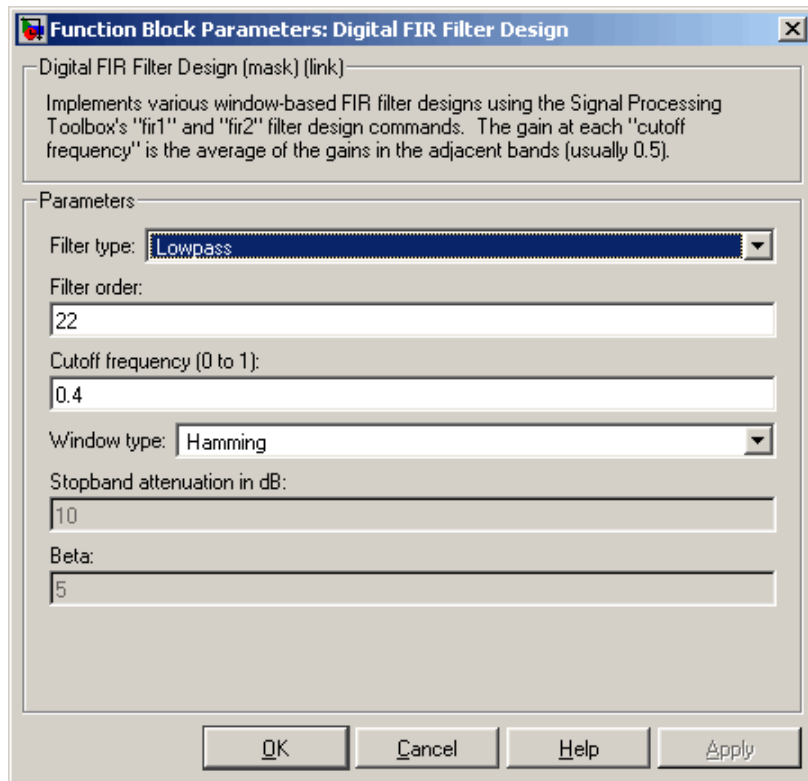 Function Block Parameters: Digital FIR Filter Design
Digital FIR Filter Design (mask) (link)
Implements various window-based FIR filter designs using the Signal Processing
Toolbox's "fir1" and "fir2" filter design commands.  The gain at each "cutoff
frequency" is the average of the gains in the adjacent bands (usually 0.5).
Parameters
Filter type: Lowpass
Filter order:
22
Cutoff frequency (0 to 1):
0.4
Window type: Hamming
Stopband attenuation in dB:
10
Beta:
5
OK Cancel Help Apply